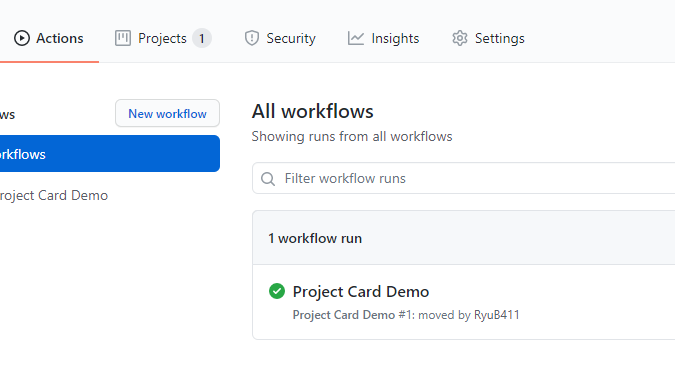 Actions Projects 1 Security Insights Settings
ws New workflow
orkflows
roject Card Demo
All workflows
Showing runs from all workflows
Filter workflow runs
1 workflow run
Project Card Demo
Project Card Demo #1: moved by RyuB411